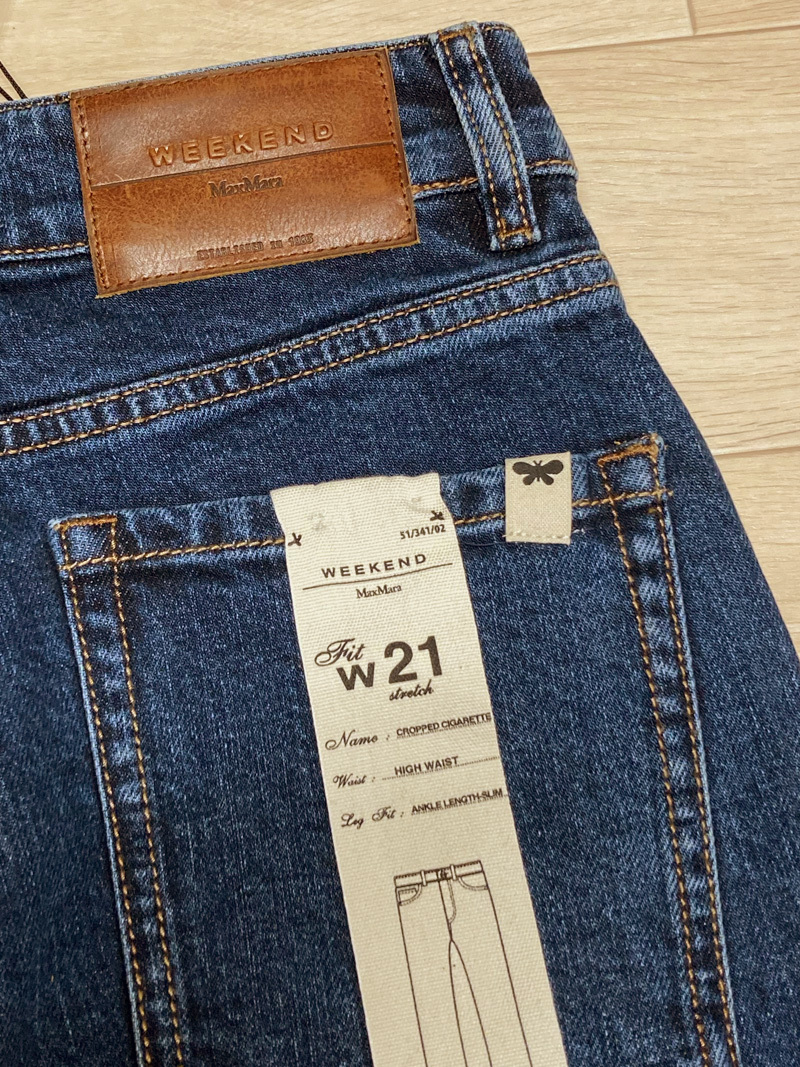 WEEKEND
MaxMara
ESTABLISHED IN 1983
51/341/02
WEEKEND
MaxMara
Fit
W 21
stretch
Name : CROPPED CIGARETTE
Waist : HIGH WAIST
Leg Fit : ANKLE LENGTH-SLIM